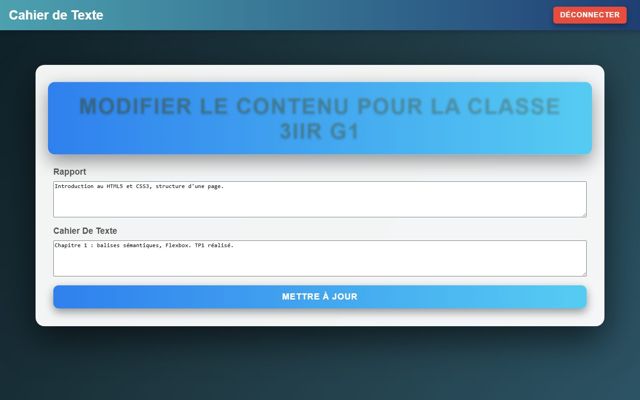 Cahier de Texte
DÉCONNECTER
MODIFIER LE CONTENU POUR LA CLASSE
3IIR G1
Rapport
Introduction au HTML5 et CSS3, structure d'une page.
Cahier De Texte
Chapitre 1 : balises sémantiques, Flexbox. TP1 réalisé.
METTRE À JOUR